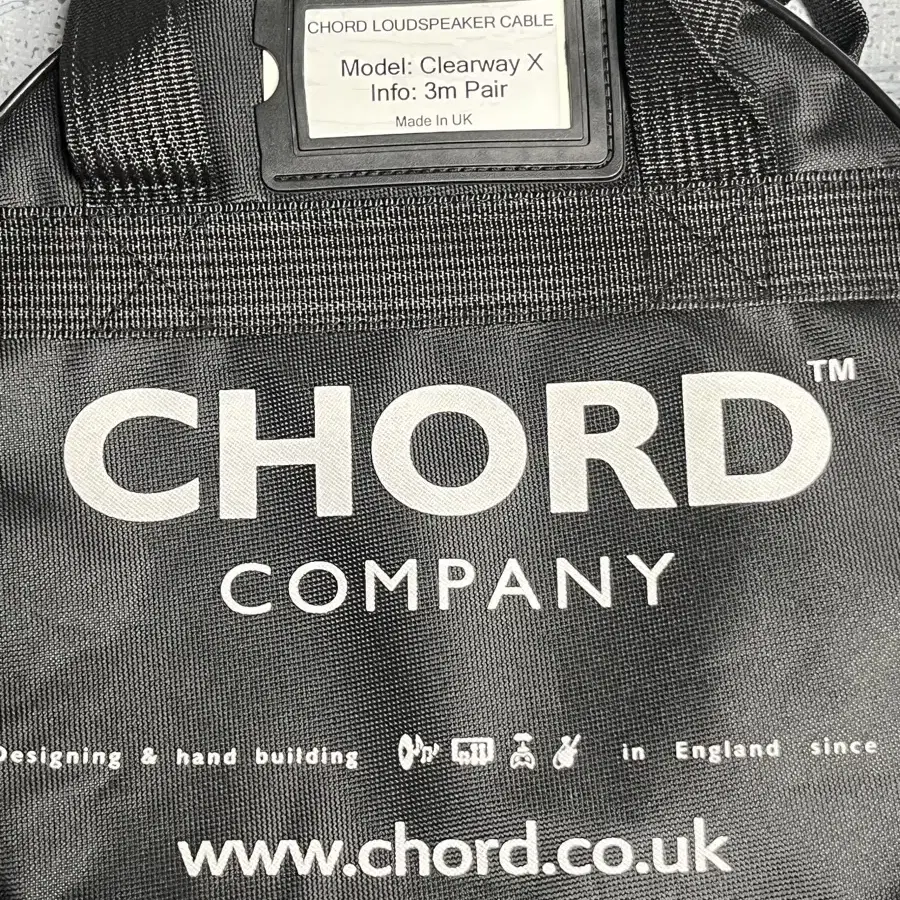 CHORD LOUDSPEAKER CABLE
Model: Clearway X
Info: 3m Pair
Made In UK
CHORD™
COMPANY
Designing & hand building in England since
www.chord.co.uk